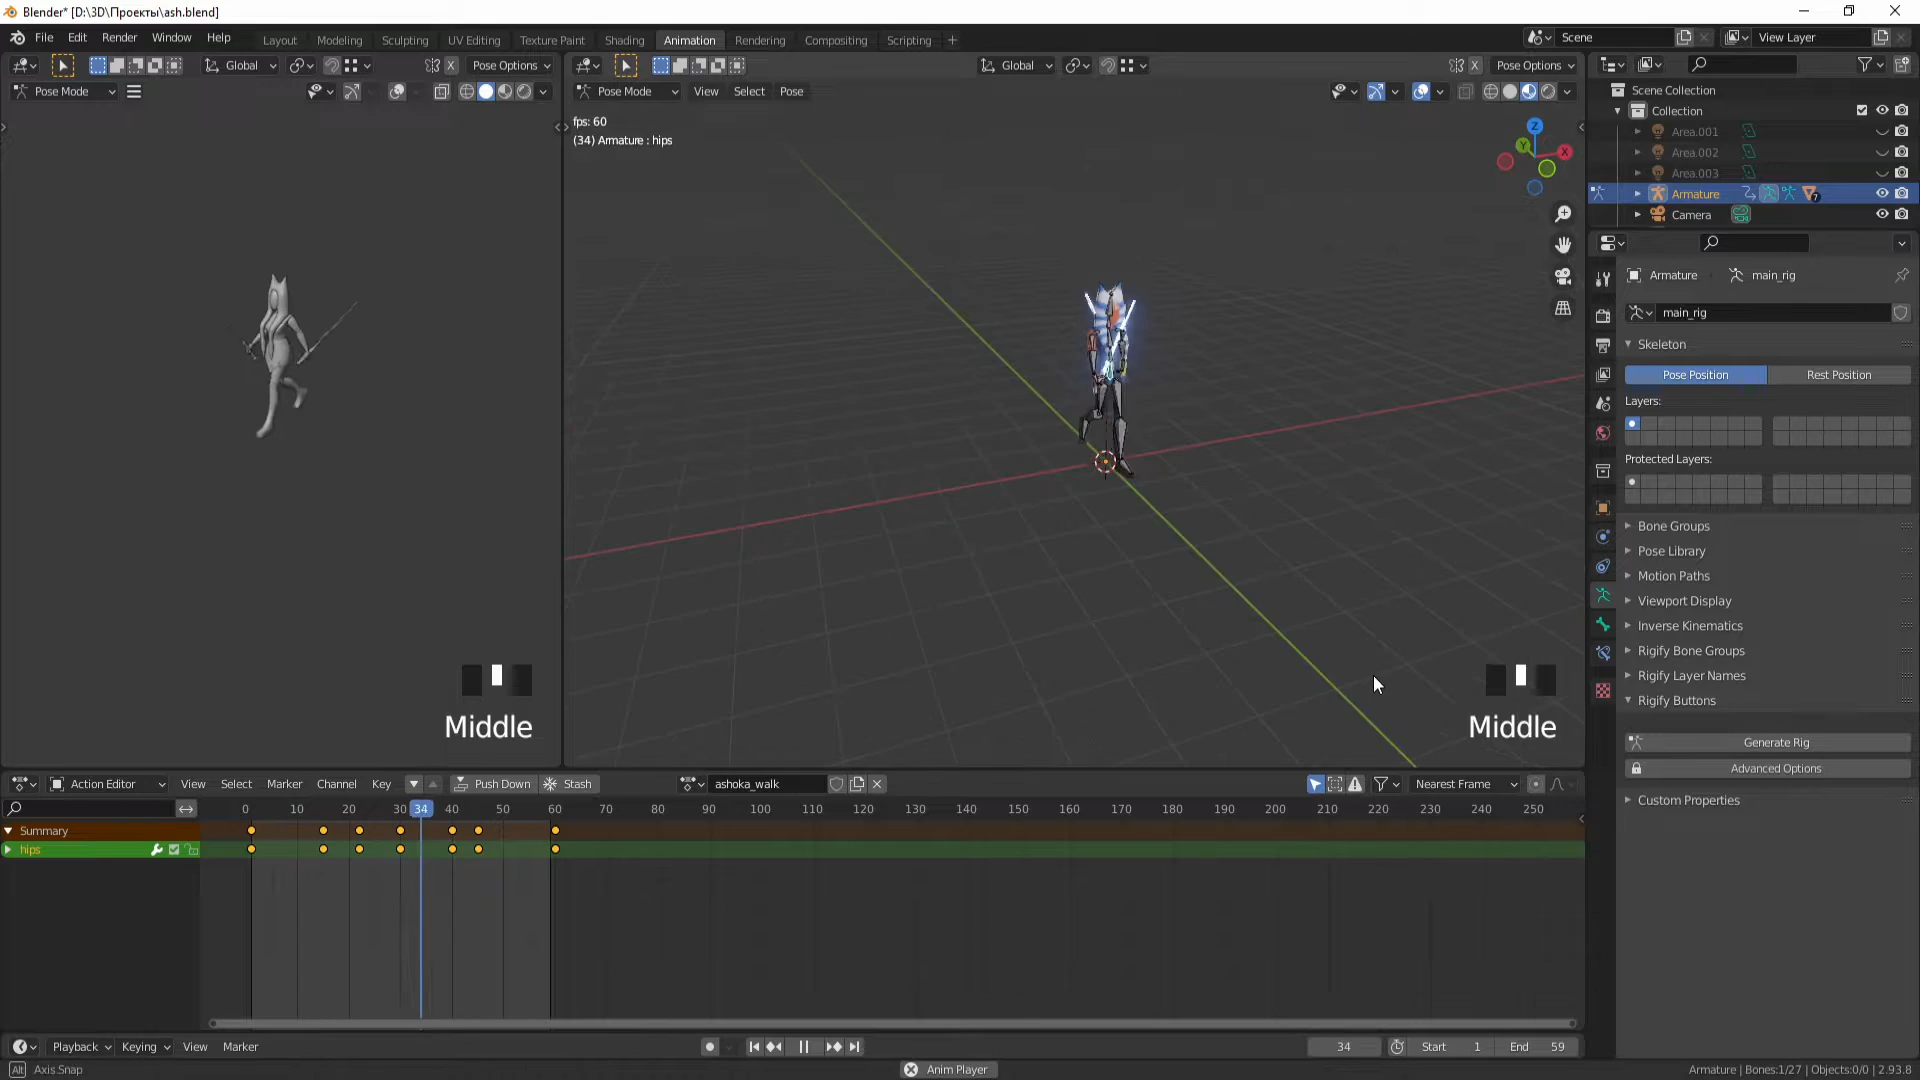 Blender* [D:\3D\Проекты\ash.blend]
File Edit Render Window Help Layout Modeling Sculpting UV Editing Texture Paint Shading Animation Rendering Compositing Scripting + Scene View Layer
Global X Pose Options
Global X Pose Options
Pose Mode
Pose Mode View Select Pose
fps: 60
(34) Armature : hips
Z
Y
X
Middle
Middle
Scene Collection
Collection
Area.001
Area.002
Area.003
Armature 7
Camera
Armature main_rig
main_rig
Skeleton
Pose Position Rest Position
Layers:
Protected Layers:
Bone Groups
Pose Library
Motion Paths
Viewport Display
Inverse Kinematics
Rigify Bone Groups
Rigify Layer Names
Rigify Buttons
Generate Rig
Advanced Options
Custom Properties
Action Editor View Select Marker Channel Key Push Down Stash ashoka_walk Nearest Frame
0 10 20 30 34 40 50 60 70 80 90 100 110 120 130 140 150 160 170 180 190 200 210 220 230 240 250
Summary
hips
Playback Keying View Marker 34 Start 1 End 59
Alt Axis Snap Anim Player Armature | Bones:1/27 | Objects:0/0 | 2.93.8